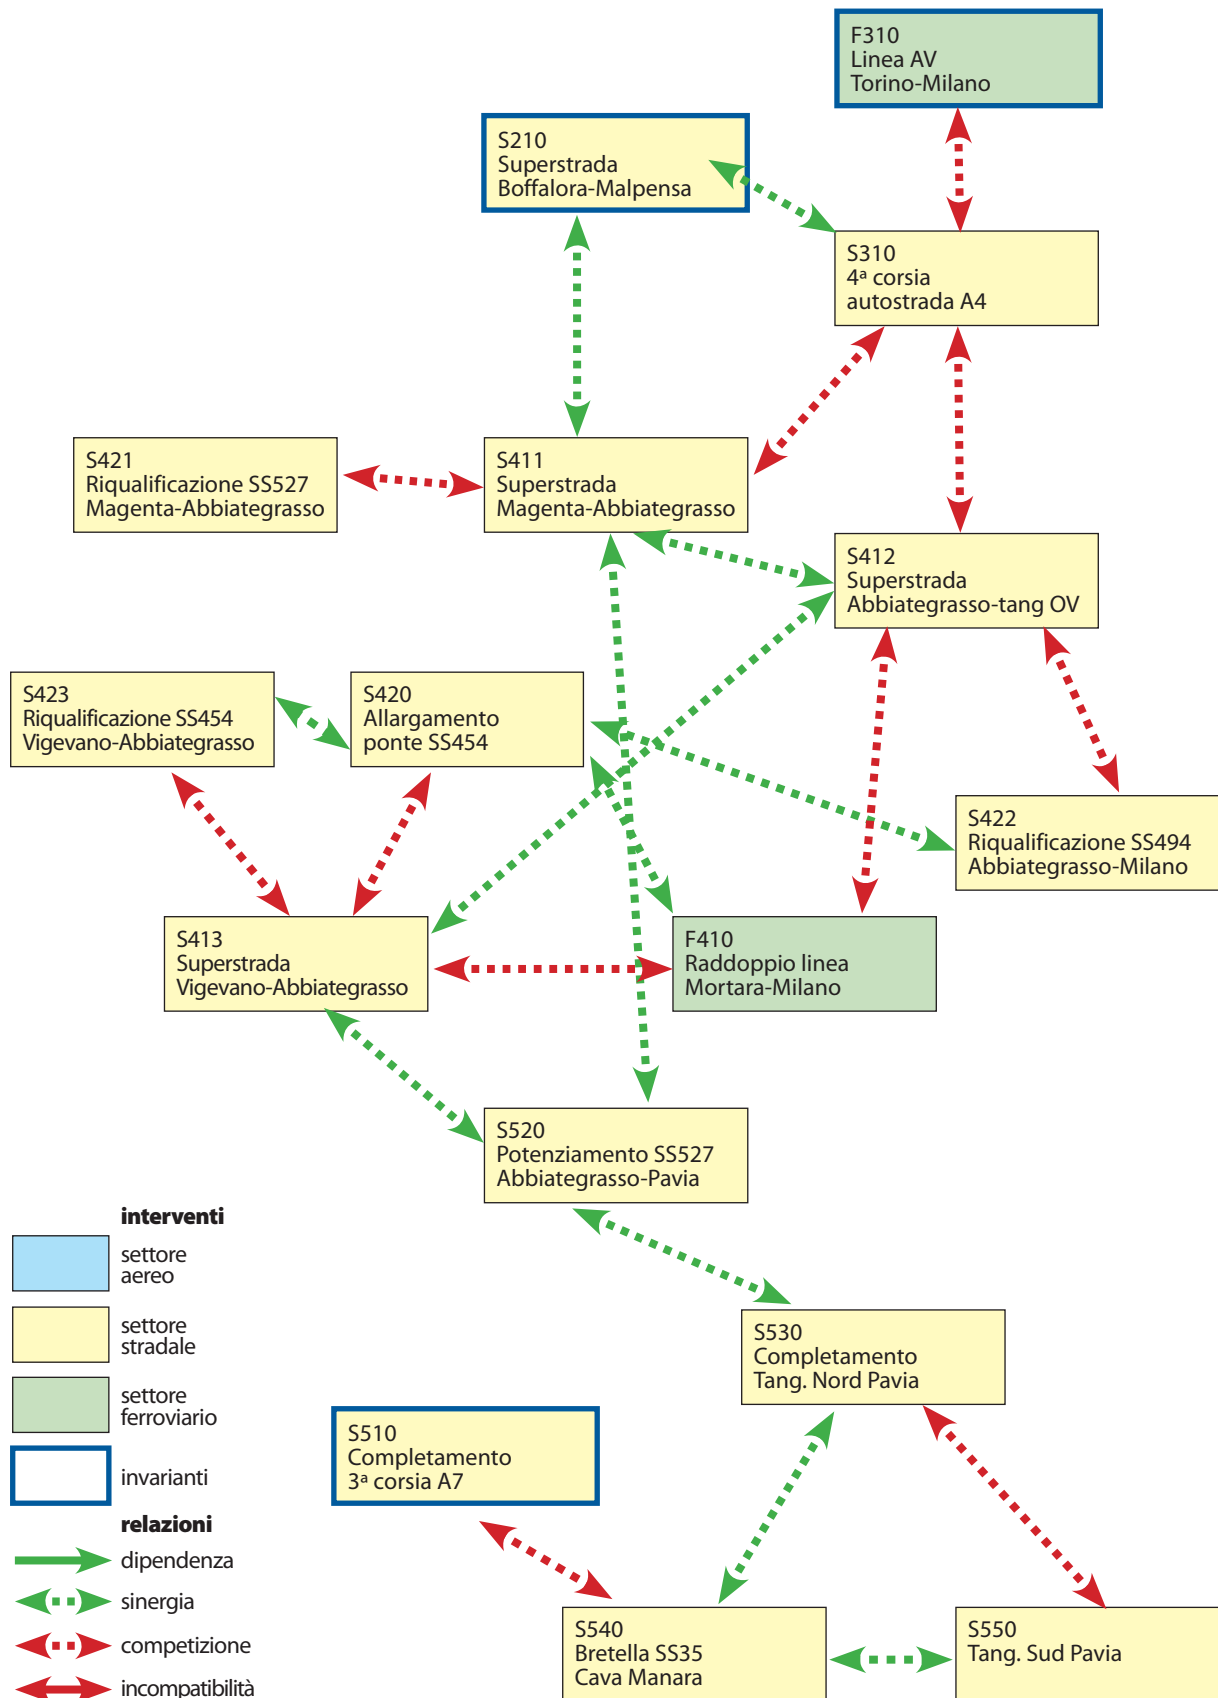 F310
Linea AV
Torino-Milano
S210
Superstrada
Boffalora-Malpensa
S310
4ª corsia
autostrada A4
S421
Riqualificazione SS527
Magenta-Abbiategrasso
S411
Superstrada
Magenta-Abbiategrasso
S412
Superstrada
Abbiategrasso-tang OV
S423
Riqualificazione SS454
Vigevano-Abbiategrasso
S420
Allargamento
ponte SS454
S422
Riqualificazione SS494
Abbiategrasso-Milano
S413
Superstrada
Vigevano-Abbiategrasso
F410
Raddoppio linea
Mortara-Milano
S520
Potenziamento SS527
Abbiategrasso-Pavia
S530
Completamento
Tang. Nord Pavia
S510
Completamento
3ª corsia A7
S540
Bretella SS35
Cava Manara
S550
Tang. Sud Pavia
interventi
settore
aereo
settore
stradale
settore
ferroviario
invarianti
relazioni
dipendenza
sinergia
competizione
incompatibilità